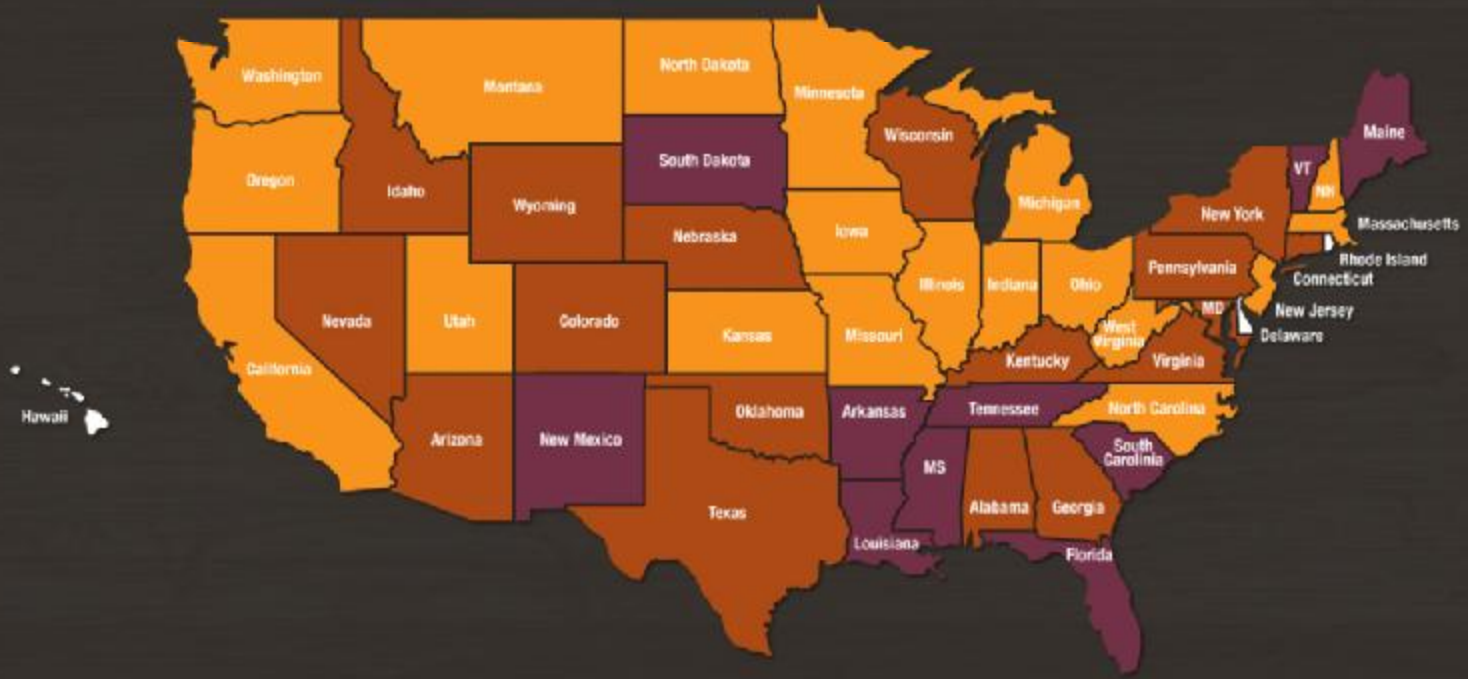 Washington
Montana
North Dakota
Minnesota
Wisconsin
Maine
VT
NH
Massachusetts
Rhode Island
Connecticut
New Jersey
Delaware
Oregon
Idaho
Wyoming
South Dakota
Michigan
New York
Nebraska
Iowa
Pennsylvania
Nevada
Utah
Colorado
Kansas
Missouri
Illinois
Indiana
Ohio
MD
West
Virginia
Kentucky
Virginia
California
Hawaii
Arizona
New Mexico
Oklahoma
Arkansas
Tennessee
North Carolina
South
Carolinia
MS
Alabama
Georgia
Texas
Louisiana
Florida